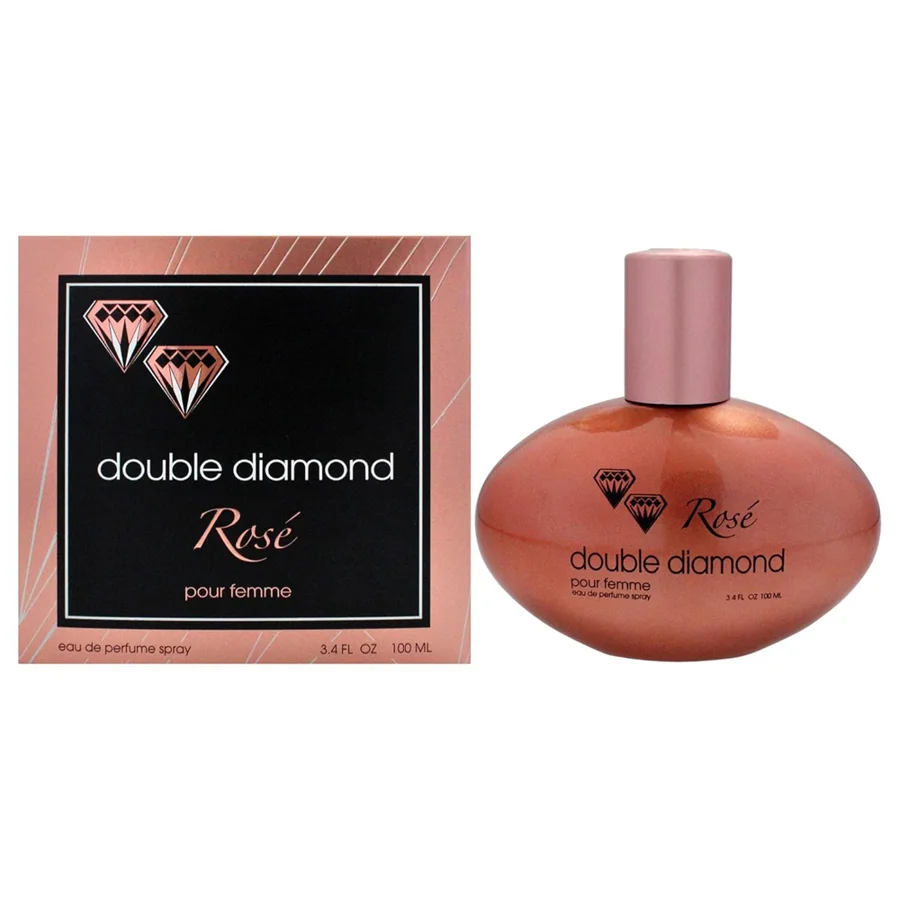 double diamond
Rosé
pour femme
eau de perfume spray
3.4 FL OZ 100 ML
Rosé
double diamond
pour femme
eau de perfume spray
3.4 FL OZ 100 ML